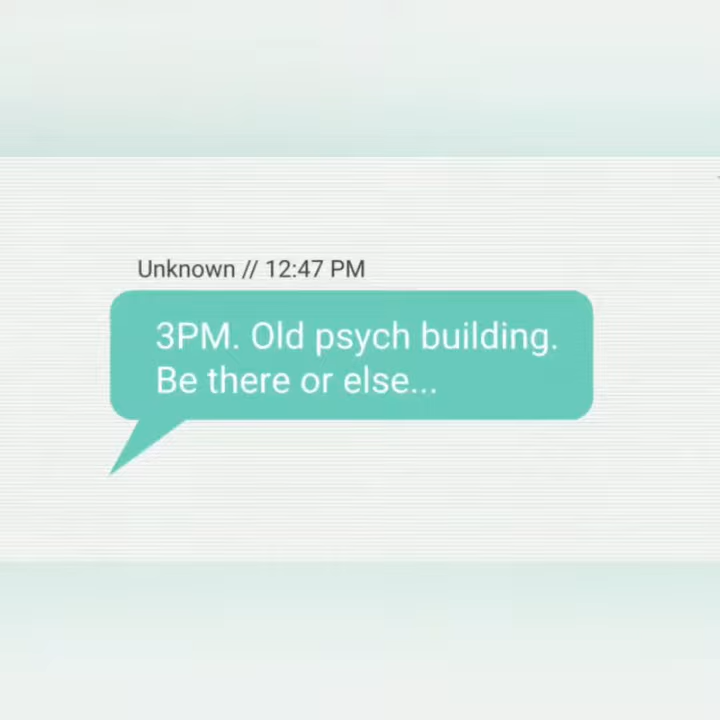 Unknown // 12:47 PM
3PM. Old psych building.
Be there or else...